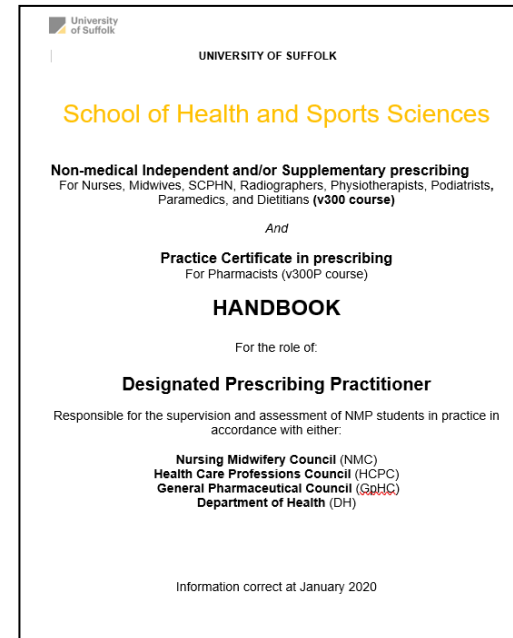 University
of Suffolk
UNIVERSITY OF SUFFOLK
School of Health and Sports Sciences
Non-medical Independent and/or Supplementary prescribing
For Nurses, Midwives, SCPHN, Radiographers, Physiotherapists, Podiatrists,
Paramedics, and Dietitians (v300 course)
And
Practice Certificate in prescribing
For Pharmacists (v300P course)
HANDBOOK
For the role of:
Designated Prescribing Practitioner
Responsible for the supervision and assessment of NMP students in practice in
accordance with either:
Nursing Midwifery Council (NMC)
Health Care Professions Council (HCPC)
General Pharmaceutical Council (GpHC)
Department of Health (DH)
Information correct at January 2020